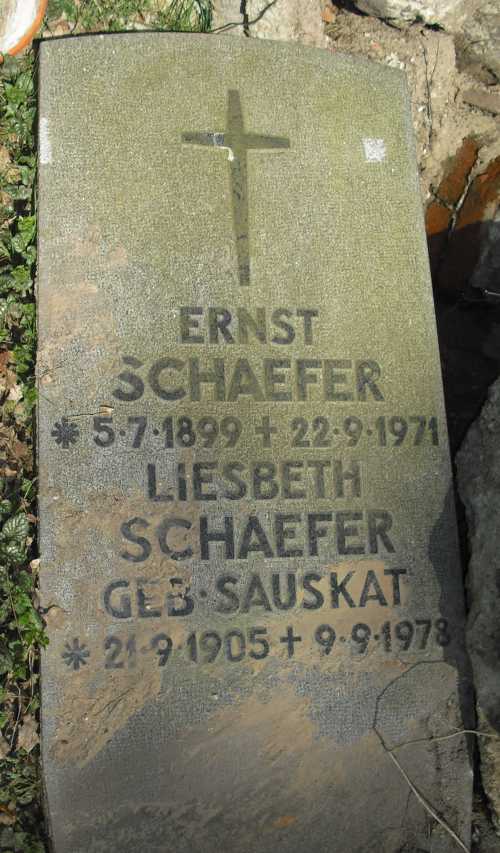 ERNST
SCHAEFER
* 5·7·1899 + 22·9·1971
LIESBETH
SCHAEFER
GEB·SAUSKAT
* 21·9·1905 + 9·9·1978